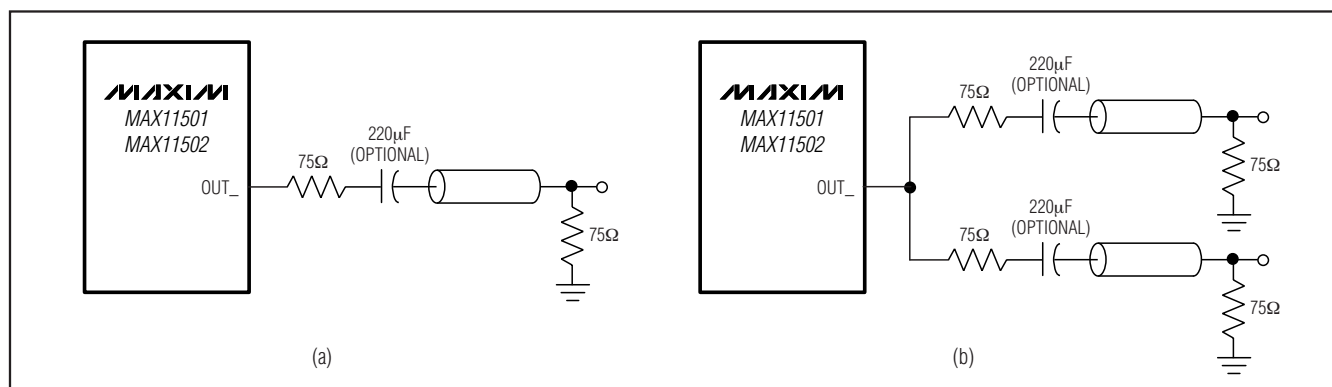 MAXIM
MAX11501
MAX11502
OUT_
75Ω
220μF
(OPTIONAL)
75Ω
(a)
MAXIM
MAX11501
MAX11502
OUT_
75Ω
220μF
(OPTIONAL)
75Ω
75Ω
220μF
(OPTIONAL)
75Ω
(b)